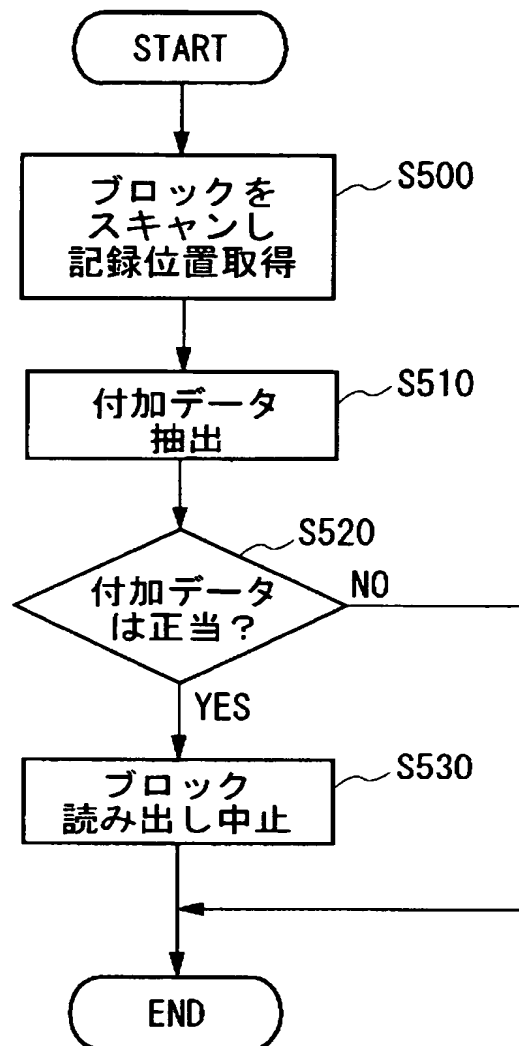 START
S500
ブロックを
スキャンし
記録位置取得
S510
付加データ
抽出
S520
付加データ
は正当？
NO
YES
S530
ブロック
読み出し中止
END